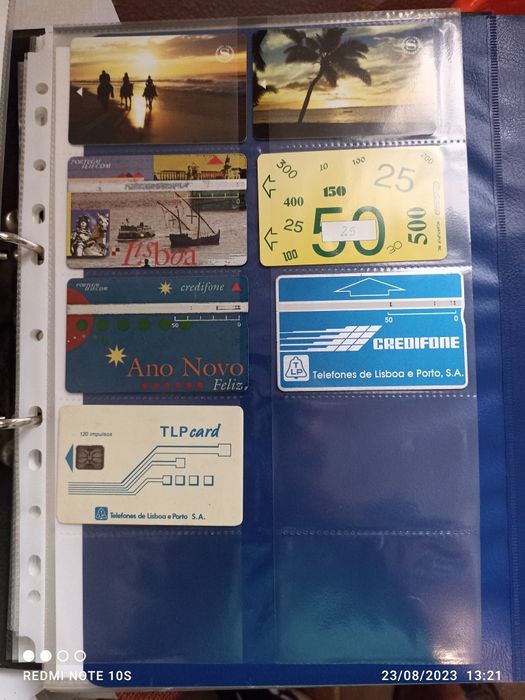 PORTUGAL
TELECOM
Lisboa
300
10
100
200
25
150
400
50
25
25
500
100
30
PORTUGAL
TELECOM
credifone
50
0
Ano Novo
Feliz
50
0
CREDIFONE
T
LP
Telefones de Lisboa e Porto, S.A.
120 impulsos
TLPcard
Telefones de Lisboa e Porto S.A.
REDMI NOTE 10S
23/08/2023 13:21